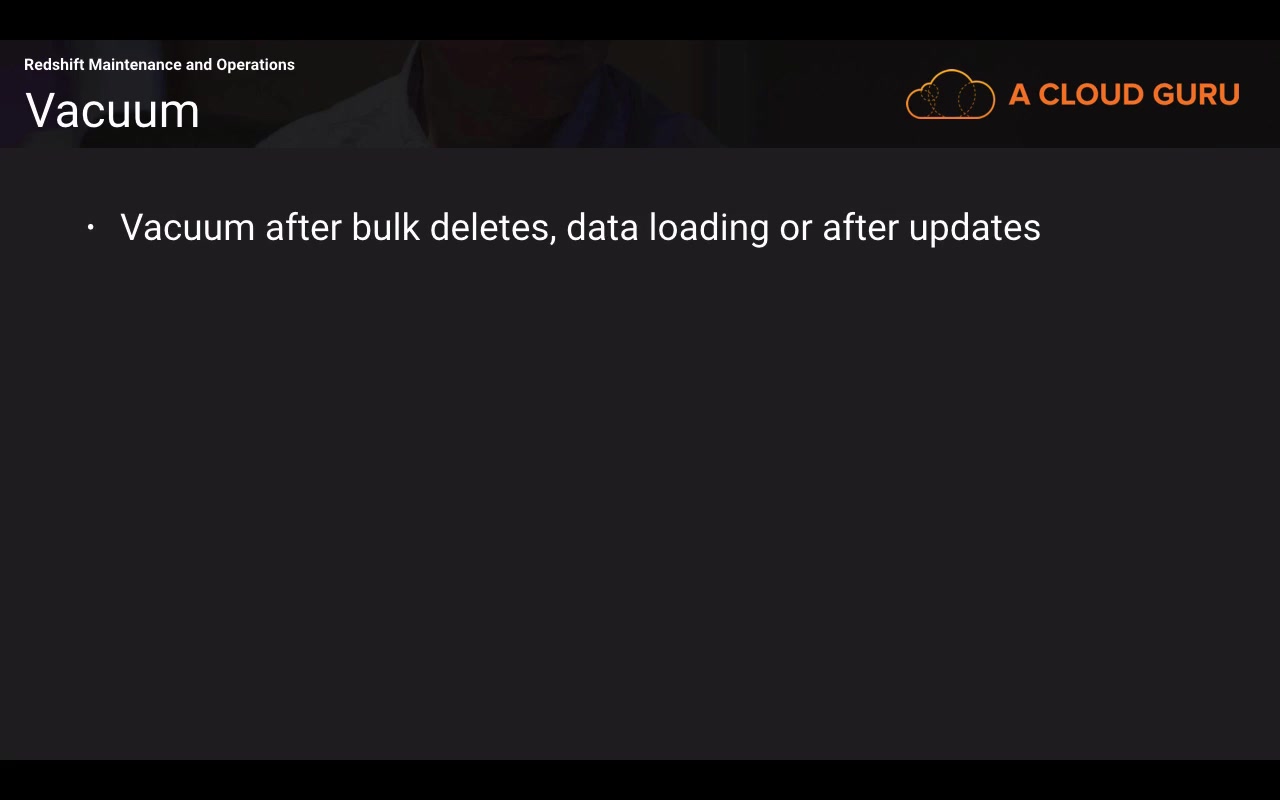 Redshift Maintenance and Operations
Vacuum
A CLOUD GURU
• Vacuum after bulk deletes, data loading or after updates